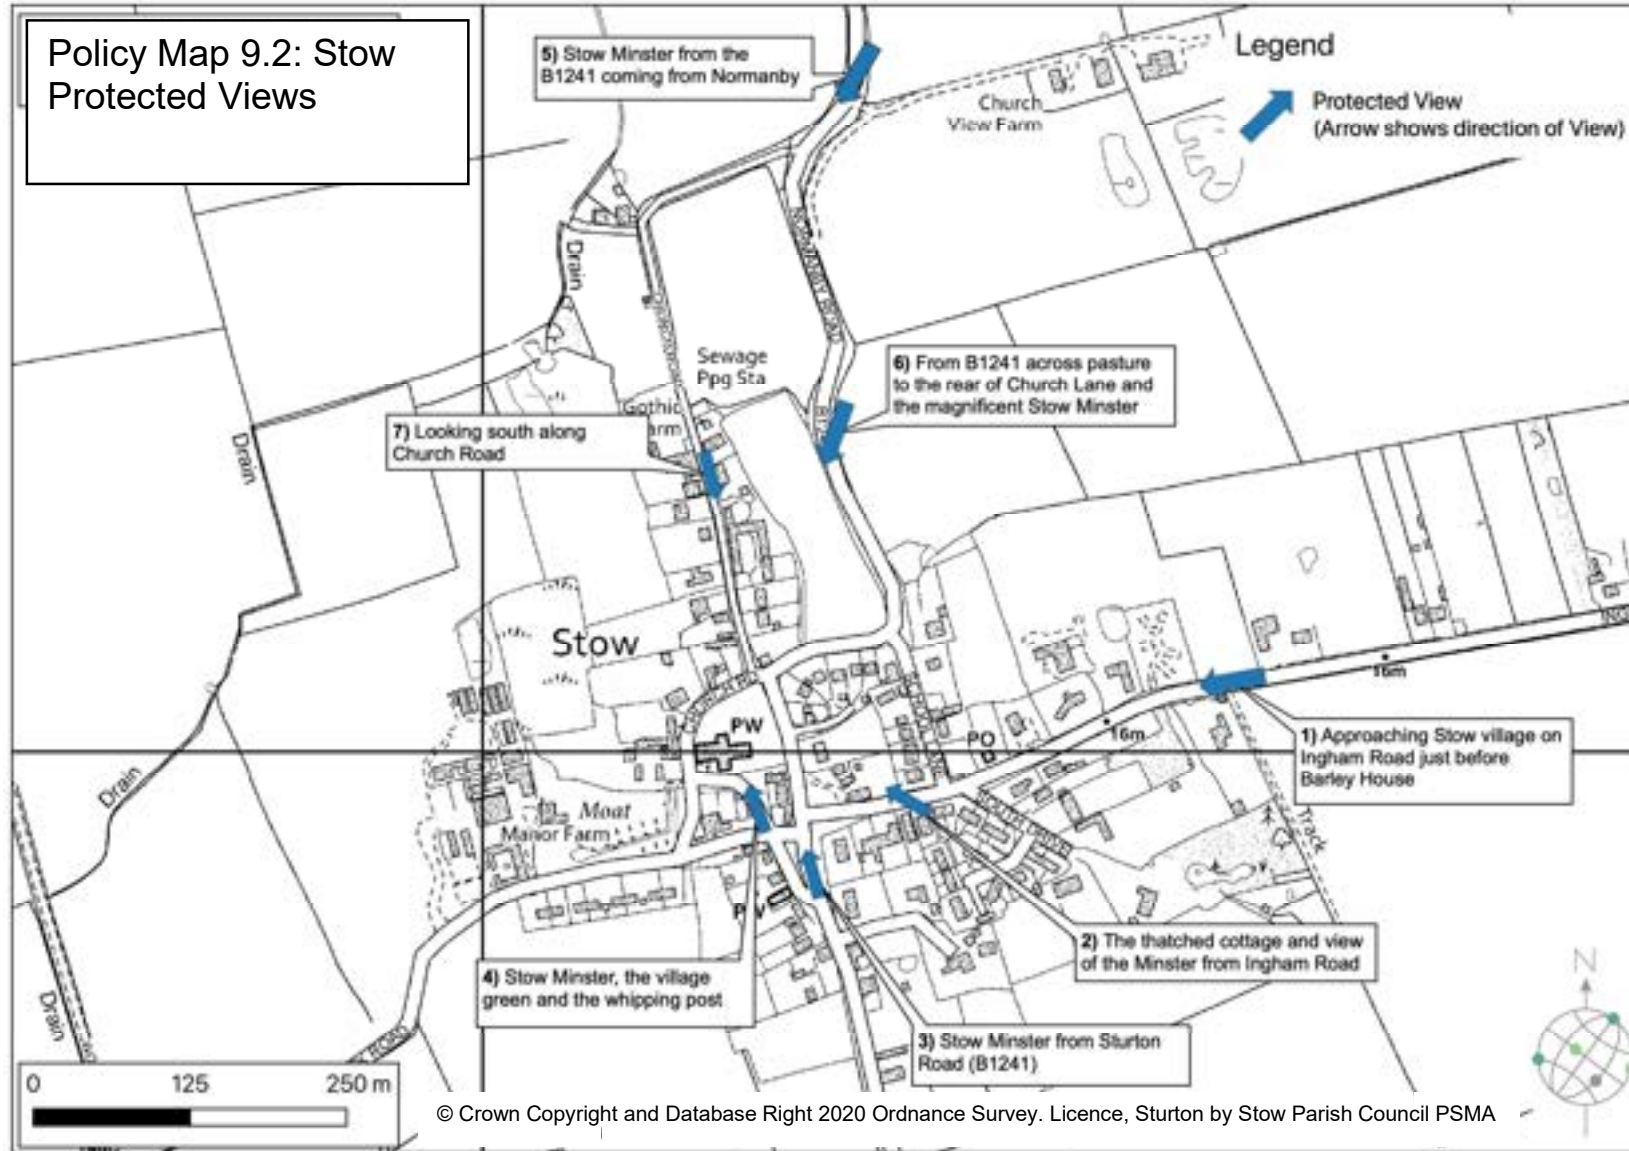 Policy Map 9.2: Stow
Protected Views
5) Stow Minster from the
B1241 coming from Normanby
Legend
Protected View
(Arrow shows direction of View)
Church
View Farm
Drain
NORMANBY ROAD
Sewage
Ppg Sta
6) From B1241 across pasture
to the rear of Church Lane and
the magnificent Stow Minster
Gothic
arm
7) Looking south along
Church Road
Drain
Stow
16m
PW
PO
16m
1) Approaching Stow village on
Ingham Road just before
Barley House
Drain
Moat
Manor Farm
Track
PW
2) The thatched cottage and view
of the Minster from Ingham Road
4) Stow Minster, the village
green and the whipping post
Drain
N
3) Stow Minster from Sturton
Road (B1241)
ROAD
0 125 250 m
© Crown Copyright and Database Right 2020 Ordnance Survey. Licence, Sturton by Stow Parish Council PSMA